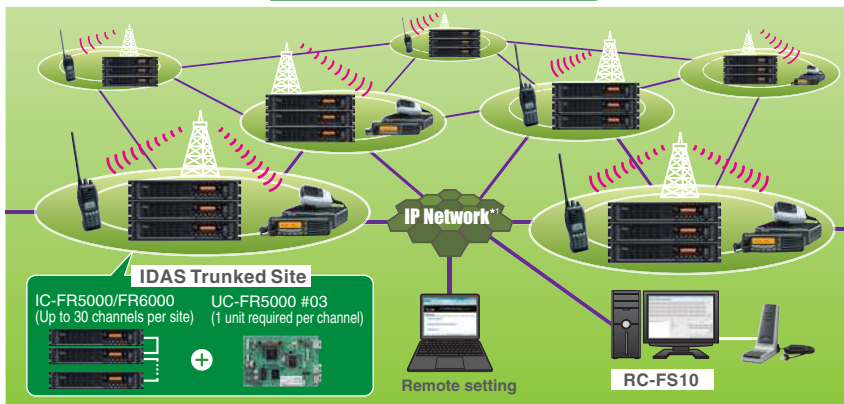 IP Network*1
IDAS Trunked Site
IC-FR5000/FR6000
(Up to 30 channels per site)
UC-FR5000 #03
(1 unit required per channel)
Remote setting
RC-FS10